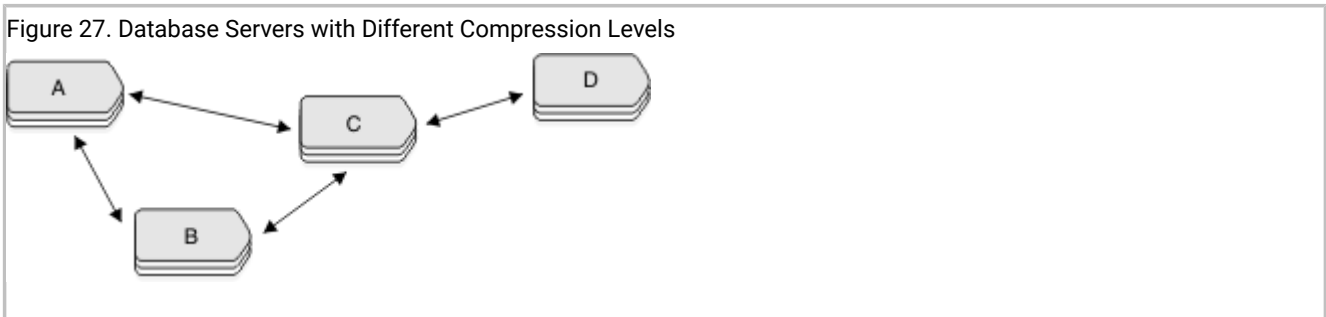 Figure 27. Database Servers with Different Compression Levels
A
D
C
B